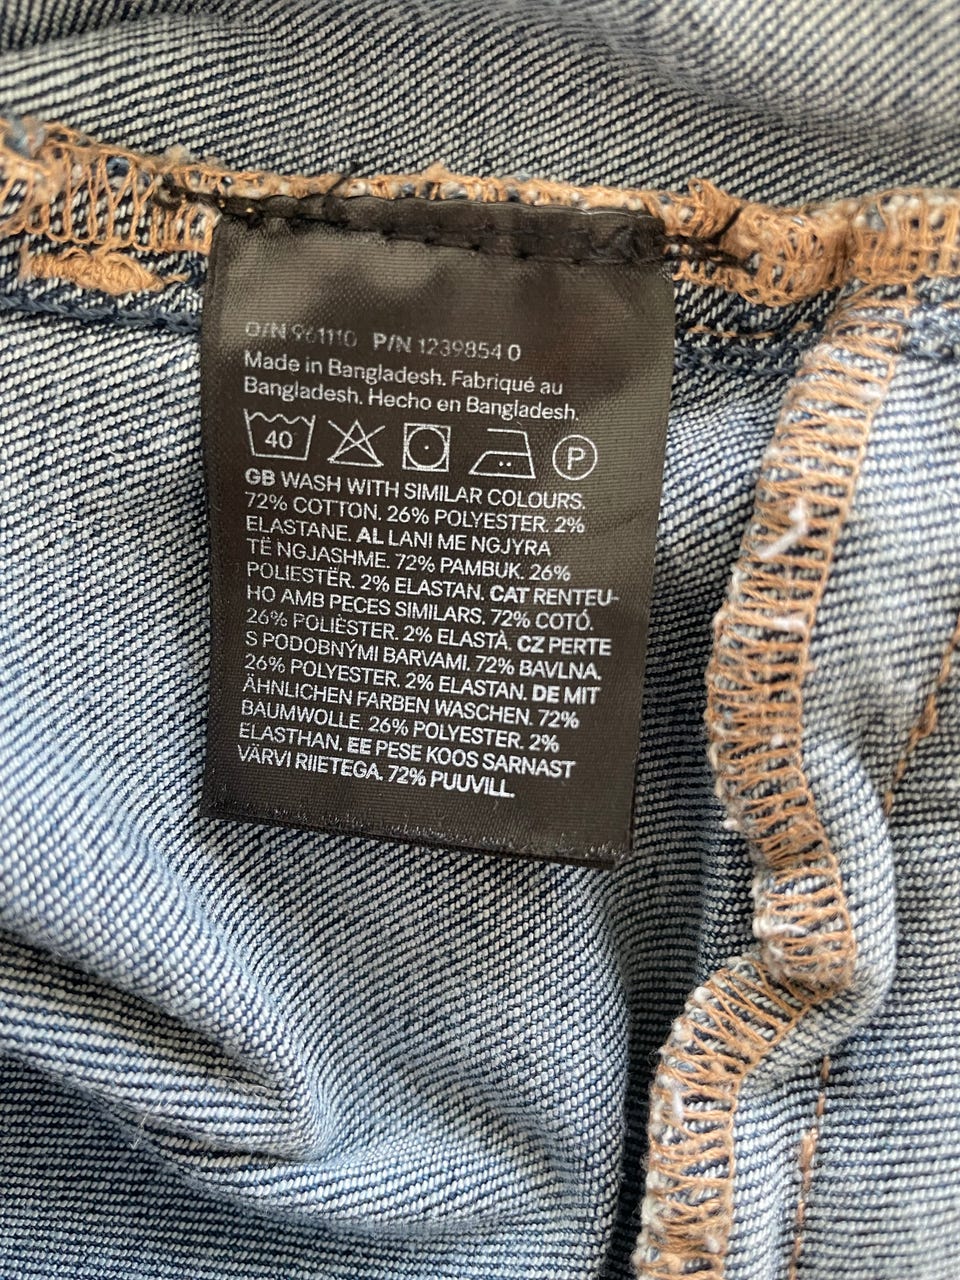 O/N 961110 P/N 1239854 0
Made in Bangladesh. Fabriqué au
Bangladesh. Hecho en Bangladesh.
40 P
GB WASH WITH SIMILAR COLOURS.
72% COTTON. 26% POLYESTER. 2%
ELASTANE. AL LANI ME NGJYRA
TË NGJASHME. 72% PAMBUK. 26%
POLIESTËR. 2% ELASTAN. CAT RENTEU-
HO AMB PECES SIMILARS. 72% COTÓ.
26% POLIÈSTER. 2% ELASTÀ. CZ PERTE
S PODOBNÝMI BARVAMI. 72% BAVLNA.
26% POLYESTER. 2% ELASTAN. DE MIT
ÄHNLICHEN FARBEN WASCHEN. 72%
BAUMWOLLE. 26% POLYESTER. 2%
ELASTHAN. EE PESE KOOS SARNAST
VÄRVI RIIETEGA. 72% PUUVILL.